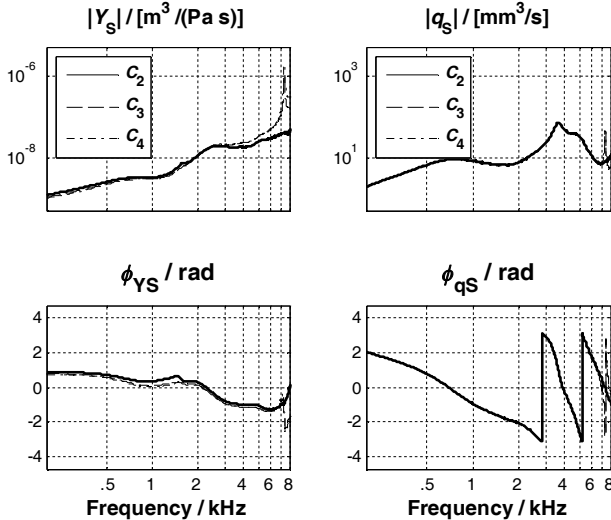 |Y_S| / [m³ /(Pa s)]
|q_S| / [mm³/s]
10⁻⁶
10⁻⁸
C₂
C₃
C₄
10³
10¹
C₂
C₃
C₄
ϕ_YS / rad
ϕ_qS / rad
4
2
0
-2
-4
.5 1 2 4 6 8
Frequency / kHz
4
2
0
-2
-4
.5 1 2 4 6 8
Frequency / kHz